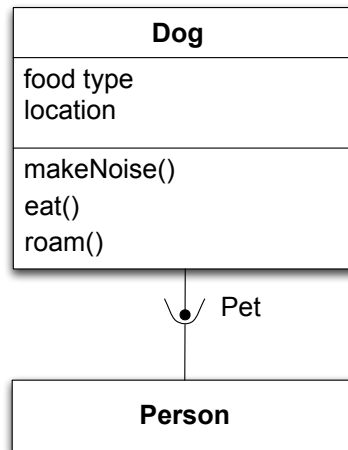 Dog
food type
location
makeNoise()
eat()
roam()
Pet
Person